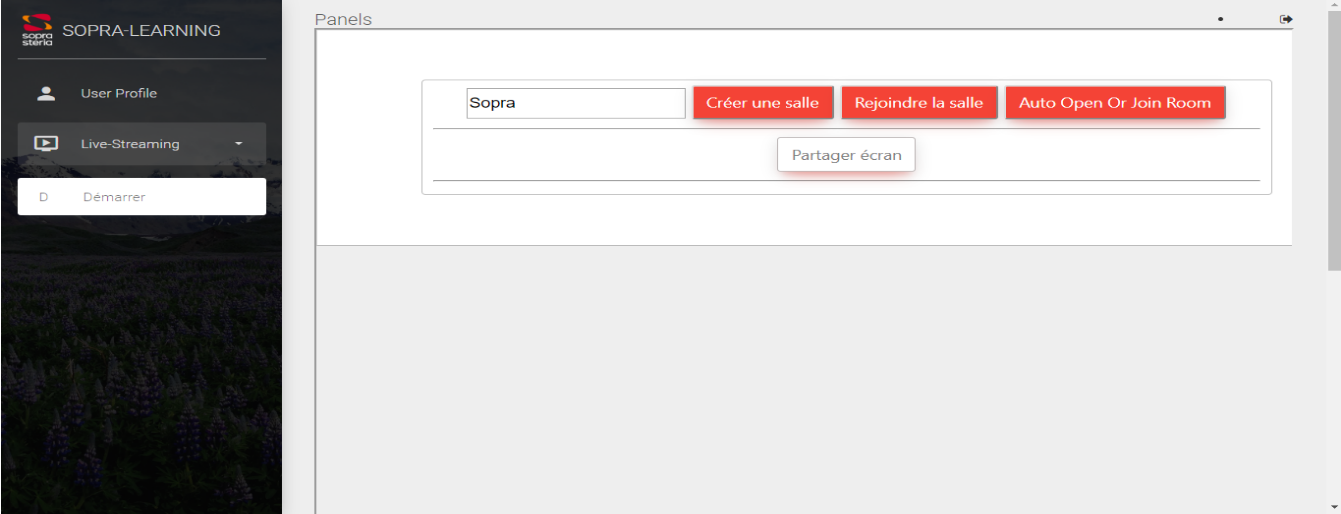 sopra
steria
SOPRA-LEARNING
User Profile
Live-Streaming
D Démarrer
Panels
Sopra Créer une salle Rejoindre la salle Auto Open Or Join Room
Partager écran